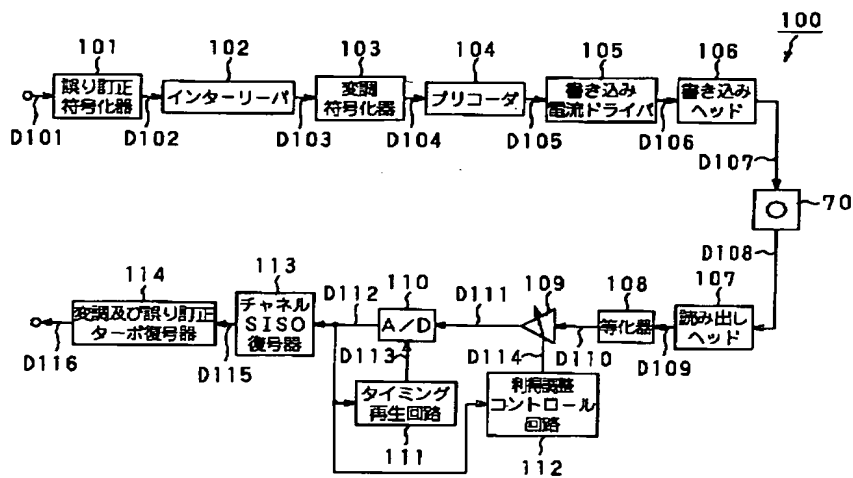 100
101
102
103
104
105
106
誤り訂正
符号化器
インターリーバ
変調
符号化器
プリコーダ
書き込み
電流ドライバ
書き込み
ヘッド
D101
D102
D103
D104
D105
D106
D107
70
D108
114
113
110
109
108
107
変調及び誤り訂正
ターボ復号器
チャネル
SISO
復号器
D112
A/D
D111
等化器
読み出し
ヘッド
D116
D115
D113
D114
D110
D109
タイミング
再生回路
利得調整
コントロール
回路
111
112